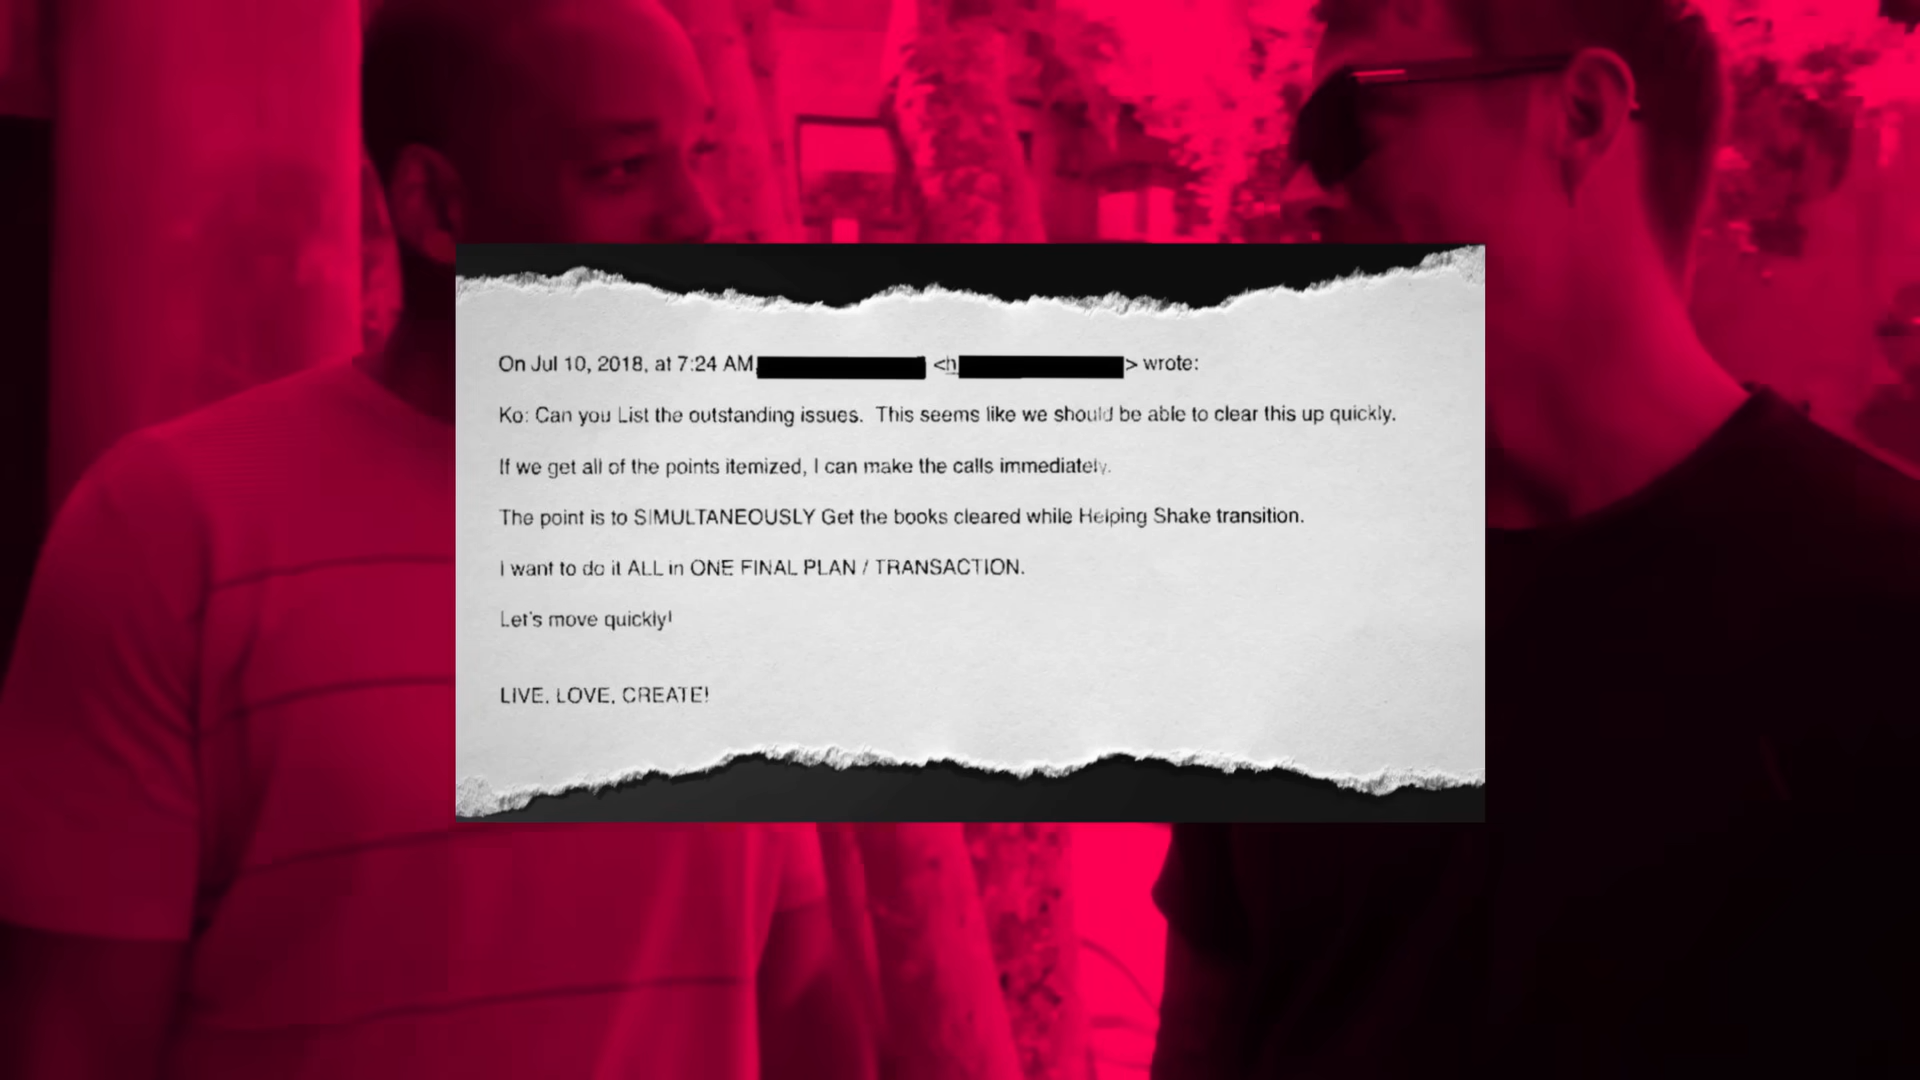 On Jul 10, 2018, at 7:24 AM, <h > wrote:
Ko: Can you List the outstanding issues. This seems like we should be able to clear this up quickly.
If we get all of the points itemized, I can make the calls immediately.
The point is to SIMULTANEOUSLY Get the books cleared while Helping Shake transition.
I want to do it ALL in ONE FINAL PLAN / TRANSACTION.
Let's move quickly!
LIVE, LOVE, CREATE!